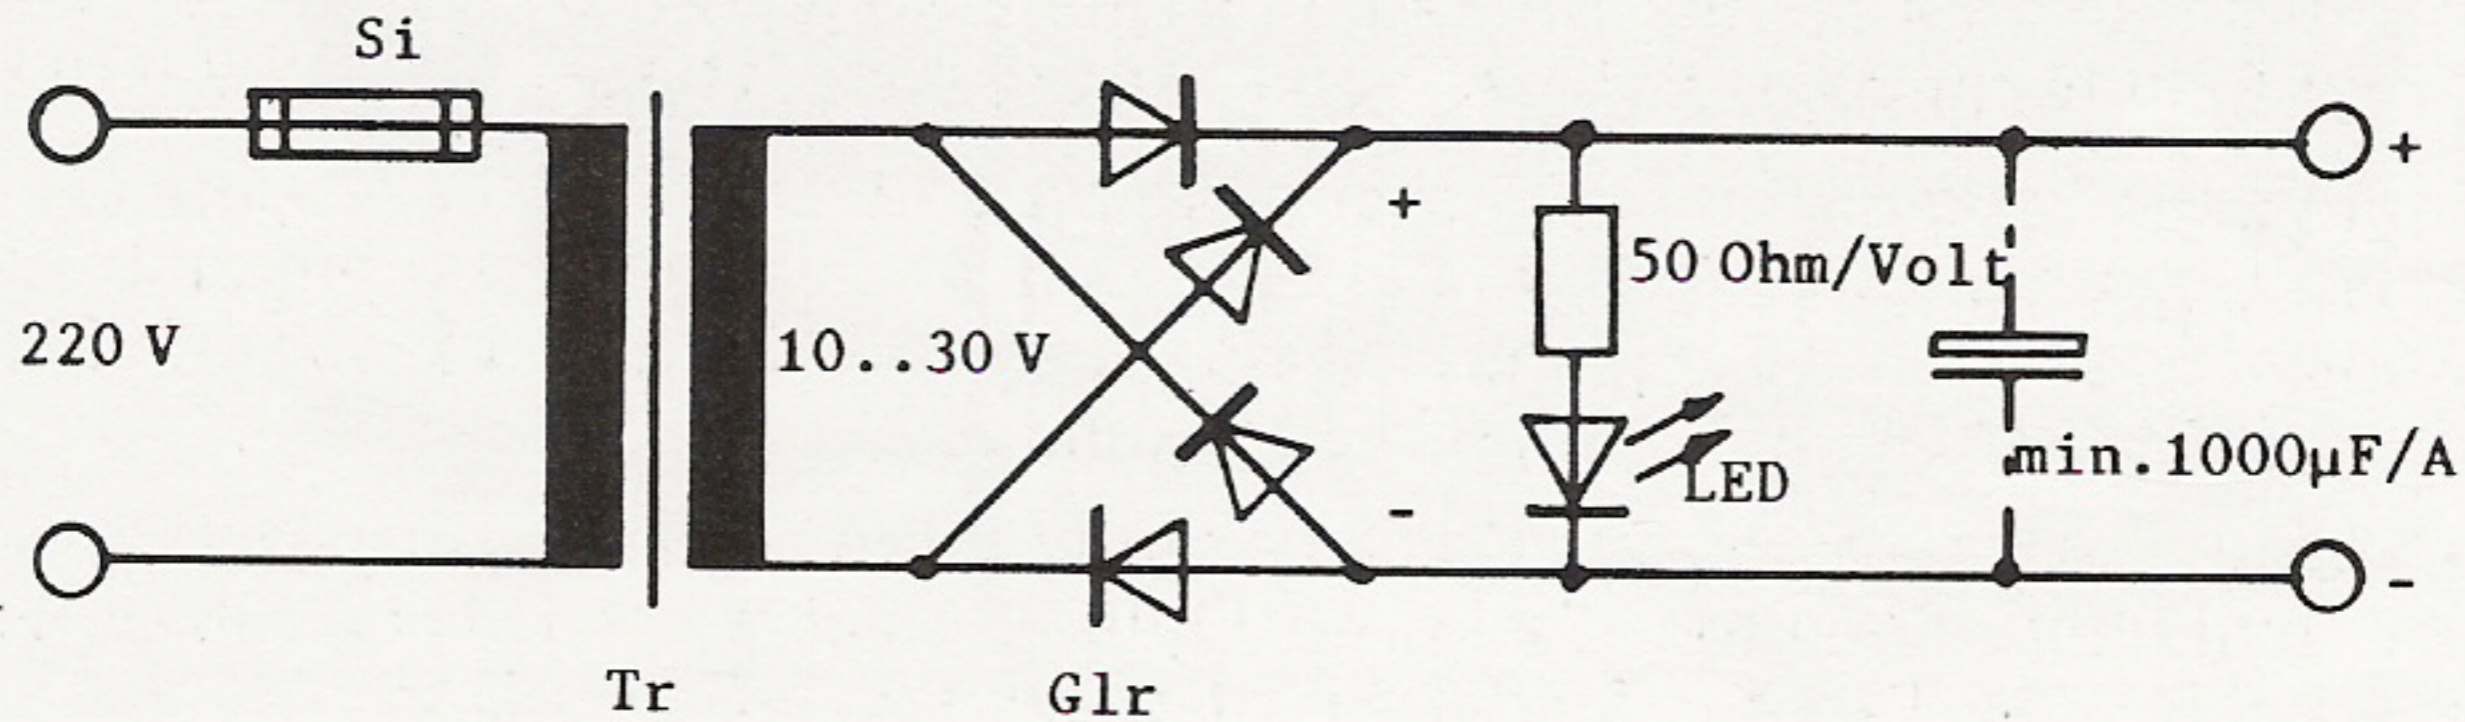 Si
+
+
50 Ohm/Volt
220 V
10..30 V
min.1000µF/A
LED
-
-
Tr
Glr